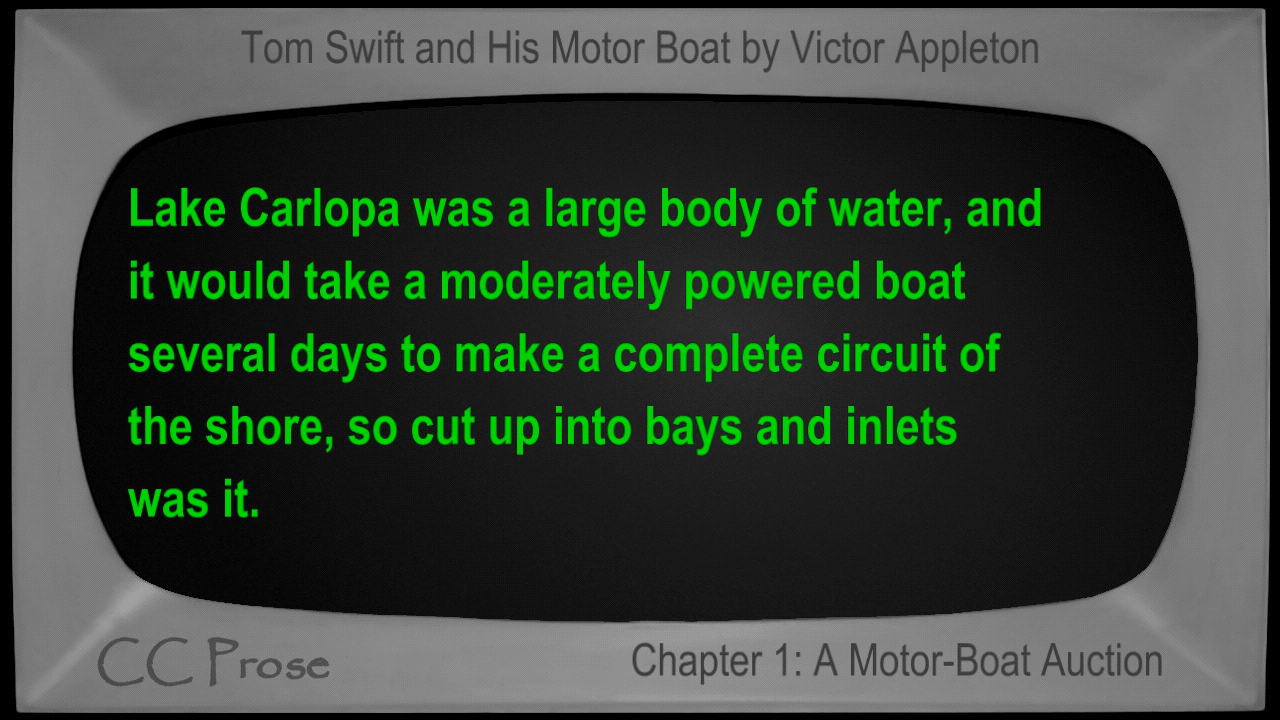 Tom Swift and His Motor Boat by Victor Appleton
Lake Carlopa was a large body of water, and
it would take a moderately powered boat
several days to make a complete circuit of
the shore, so cut up into bays and inlets
was it.
CC Prose
Chapter 1: A Motor-Boat Auction